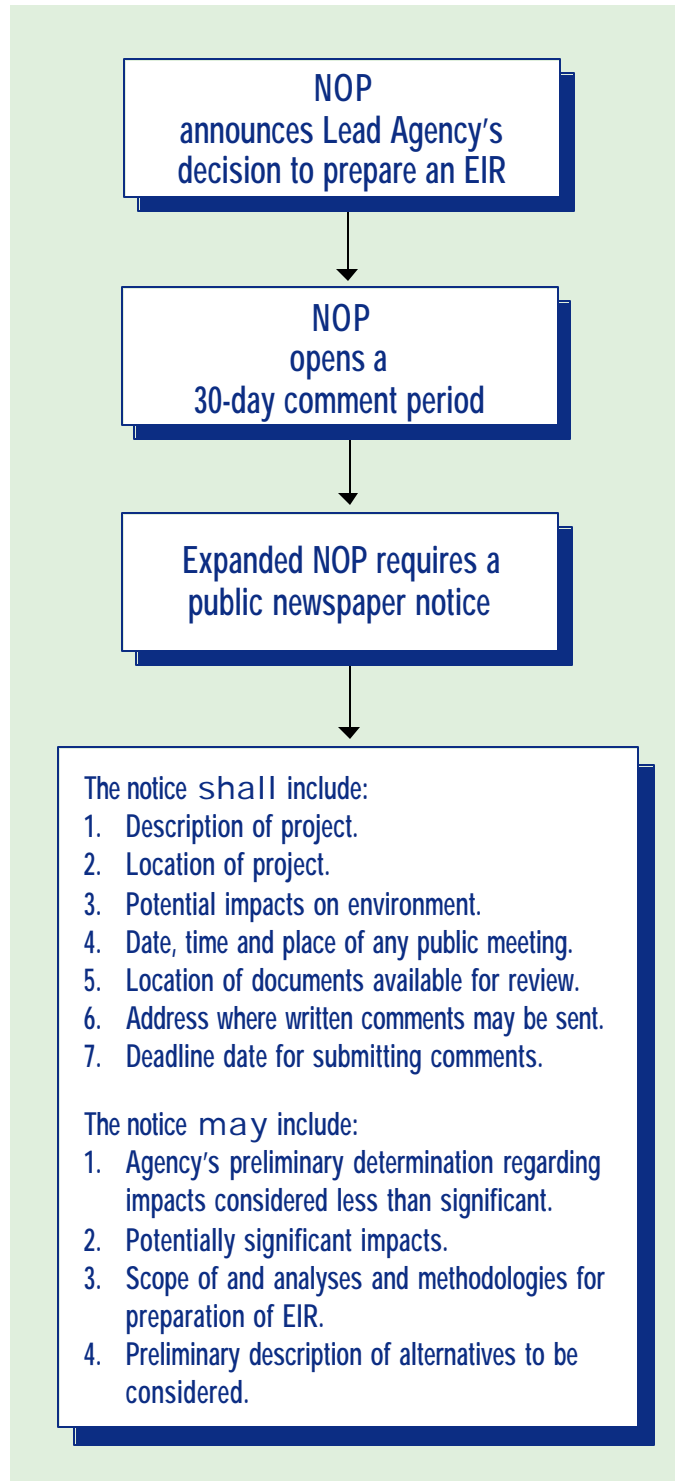 NOP
announces Lead Agency's
decision to prepare an EIR
NOP
opens a
30-day comment period
Expanded NOP requires a
public newspaper notice
The notice shall include:
1. Description of project.
2. Location of project.
3. Potential impacts on environment.
4. Date, time and place of any public meeting.
5. Location of documents available for review.
6. Address where written comments may be sent.
7. Deadline date for submitting comments.
The notice may include:
1. Agency's preliminary determination regarding
impacts considered less than significant.
2. Potentially significant impacts.
3. Scope of and analyses and methodologies for
preparation of EIR.
4. Preliminary description of alternatives to be
considered.